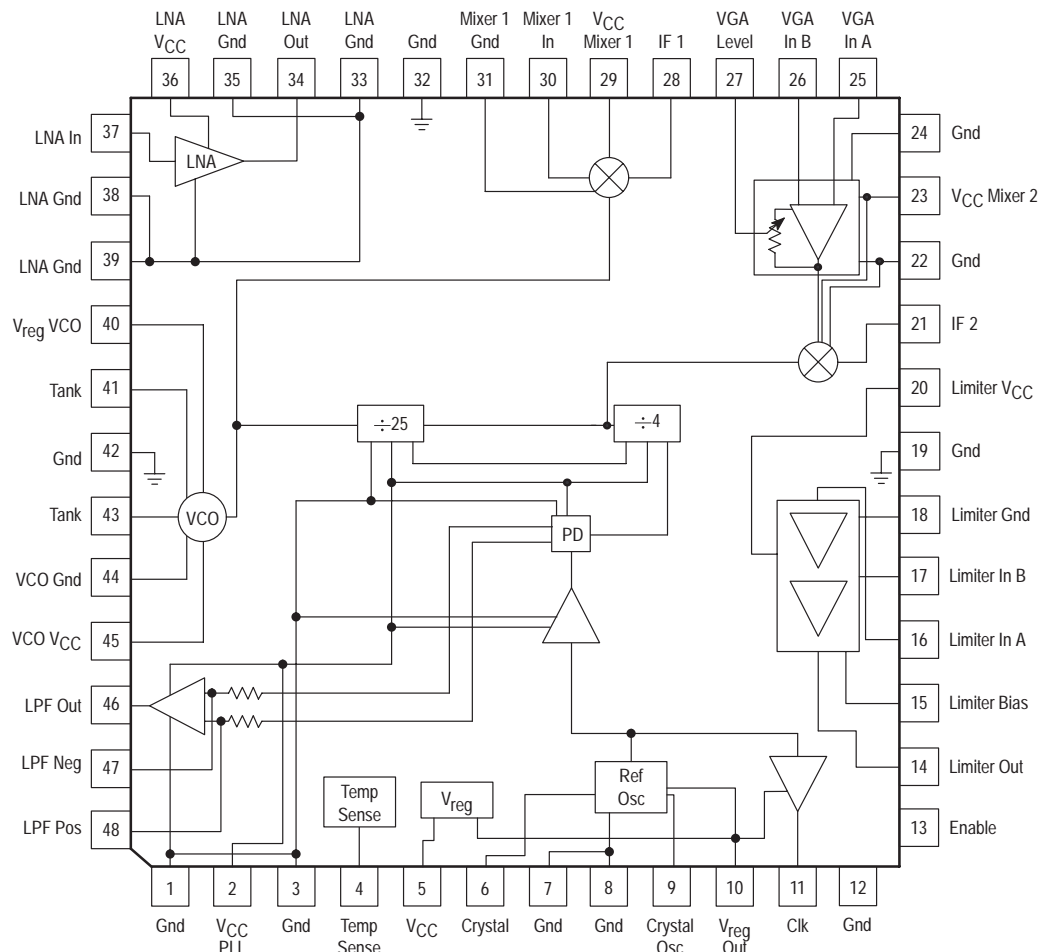 LNA LNA LNA LNA Mixer 1 Mixer 1 VCC VGA VGA VGA
VCC Gnd Out Gnd Gnd Gnd In Mixer 1 IF 1 Level In B In A
36 35 34 33 32 31 30 29 28 27 26 25
LNA In 37
LNA
24 Gnd
LNA Gnd 38
23 VCC Mixer 2
LNA Gnd 39
22 Gnd
Vreg VCO 40
21 IF 2
Tank 41
20 Limiter VCC
÷25
÷4
Gnd 42
19 Gnd
Tank 43
VCO
PD
18 Limiter Gnd
VCO Gnd 44
17 Limiter In B
VCO VCC 45
16 Limiter In A
LPF Out 46
15 Limiter Bias
LPF Neg 47
14 Limiter Out
Temp
Sense
Vreg
Ref
Osc
LPF Pos 48
13 Enable
1 2 3 4 5 6 7 8 9 10 11 12
Gnd VCC Gnd Temp VCC Crystal Gnd Gnd Crystal Vreg Clk Gnd
PLL Sense Osc Out